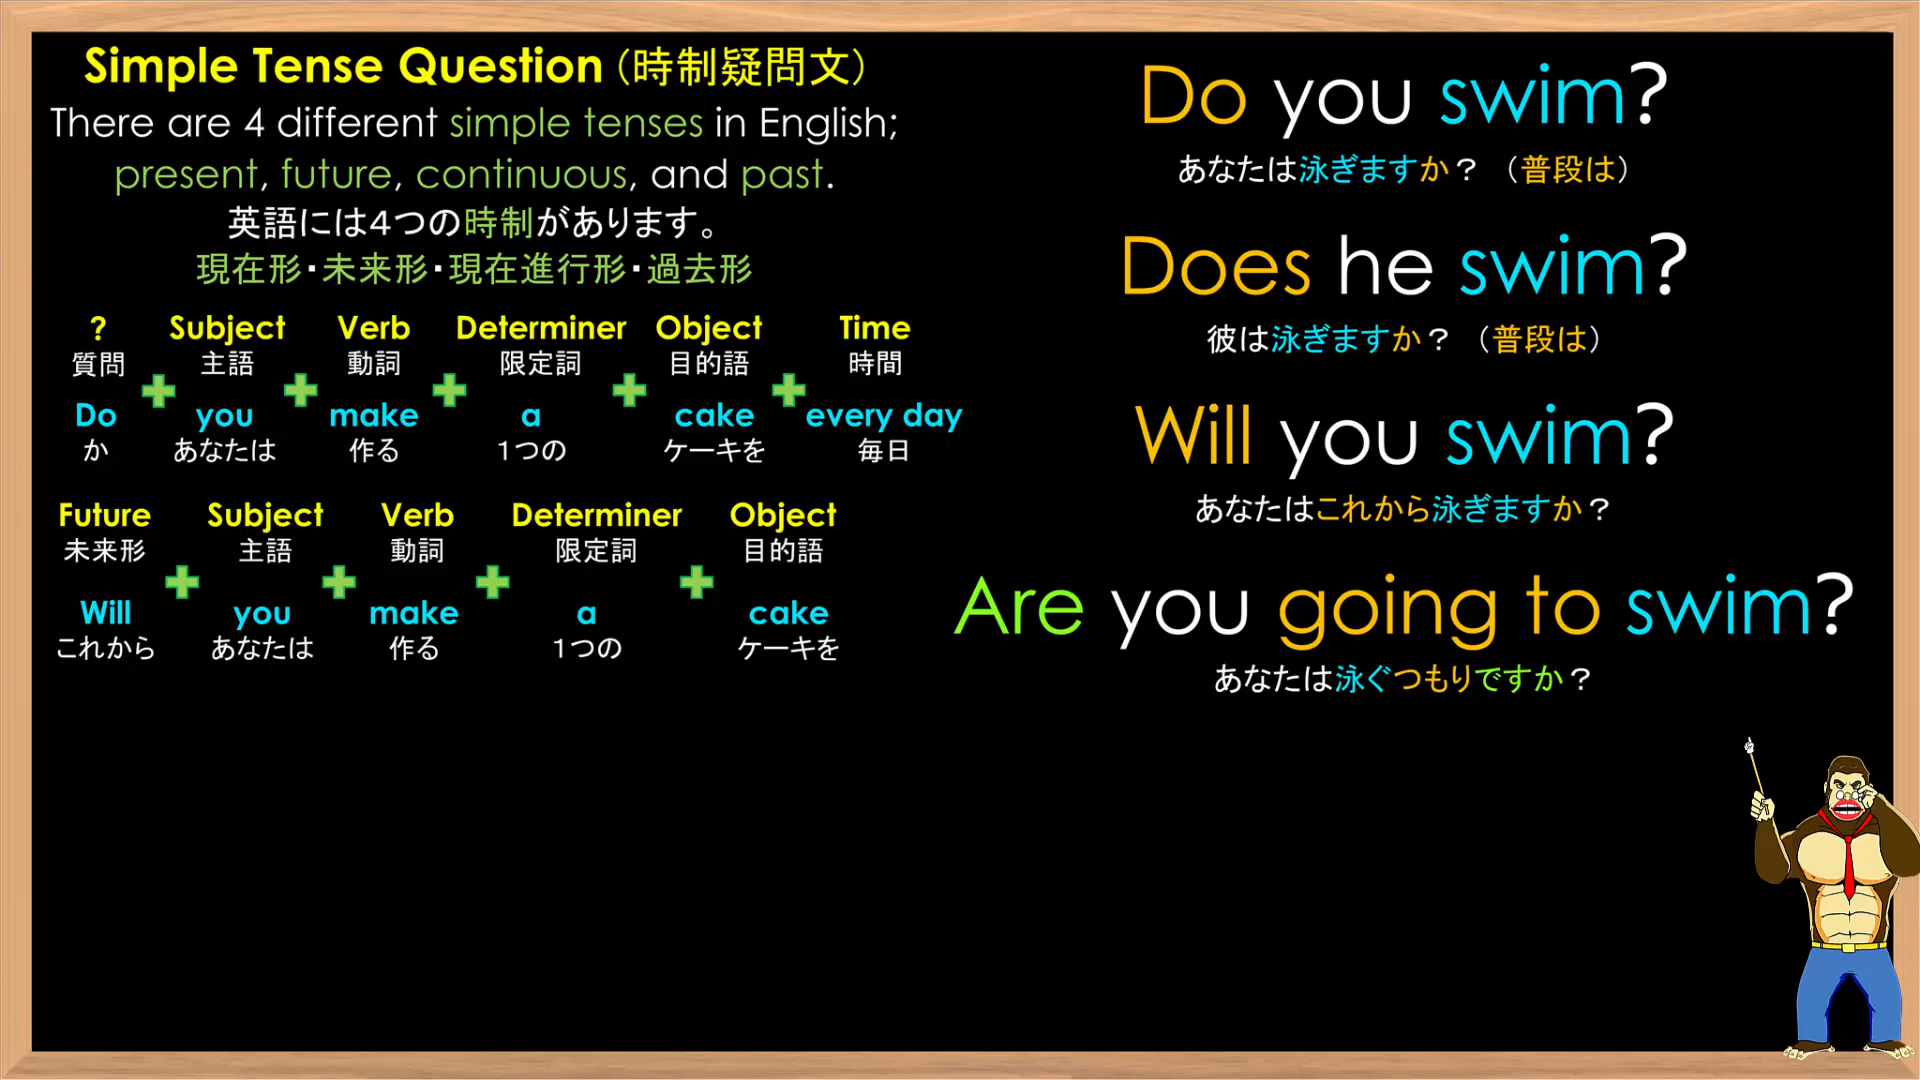 Simple Tense Question (時制疑問文)
There are 4 different simple tenses in English;
present, future, continuous, and past.
英語には4つの時制があります。
現在形・未来形・現在進行形・過去形
? Subject Verb Determiner Object Time
質問 主語 動詞 限定詞 目的語 時間
Do you make a cake every day
か あなたは 作る 1つの ケーキを 毎日
Future Subject Verb Determiner Object
未来形 主語 動詞 限定詞 目的語
Will you make a cake
これから あなたは 作る 1つの ケーキを
Do you swim?
あなたは泳ぎますか?(普段は)
Does he swim?
彼は泳ぎますか?(普段は)
Will you swim?
あなたはこれから泳ぎますか?
Are you going to swim?
あなたは泳ぐつもりですか?